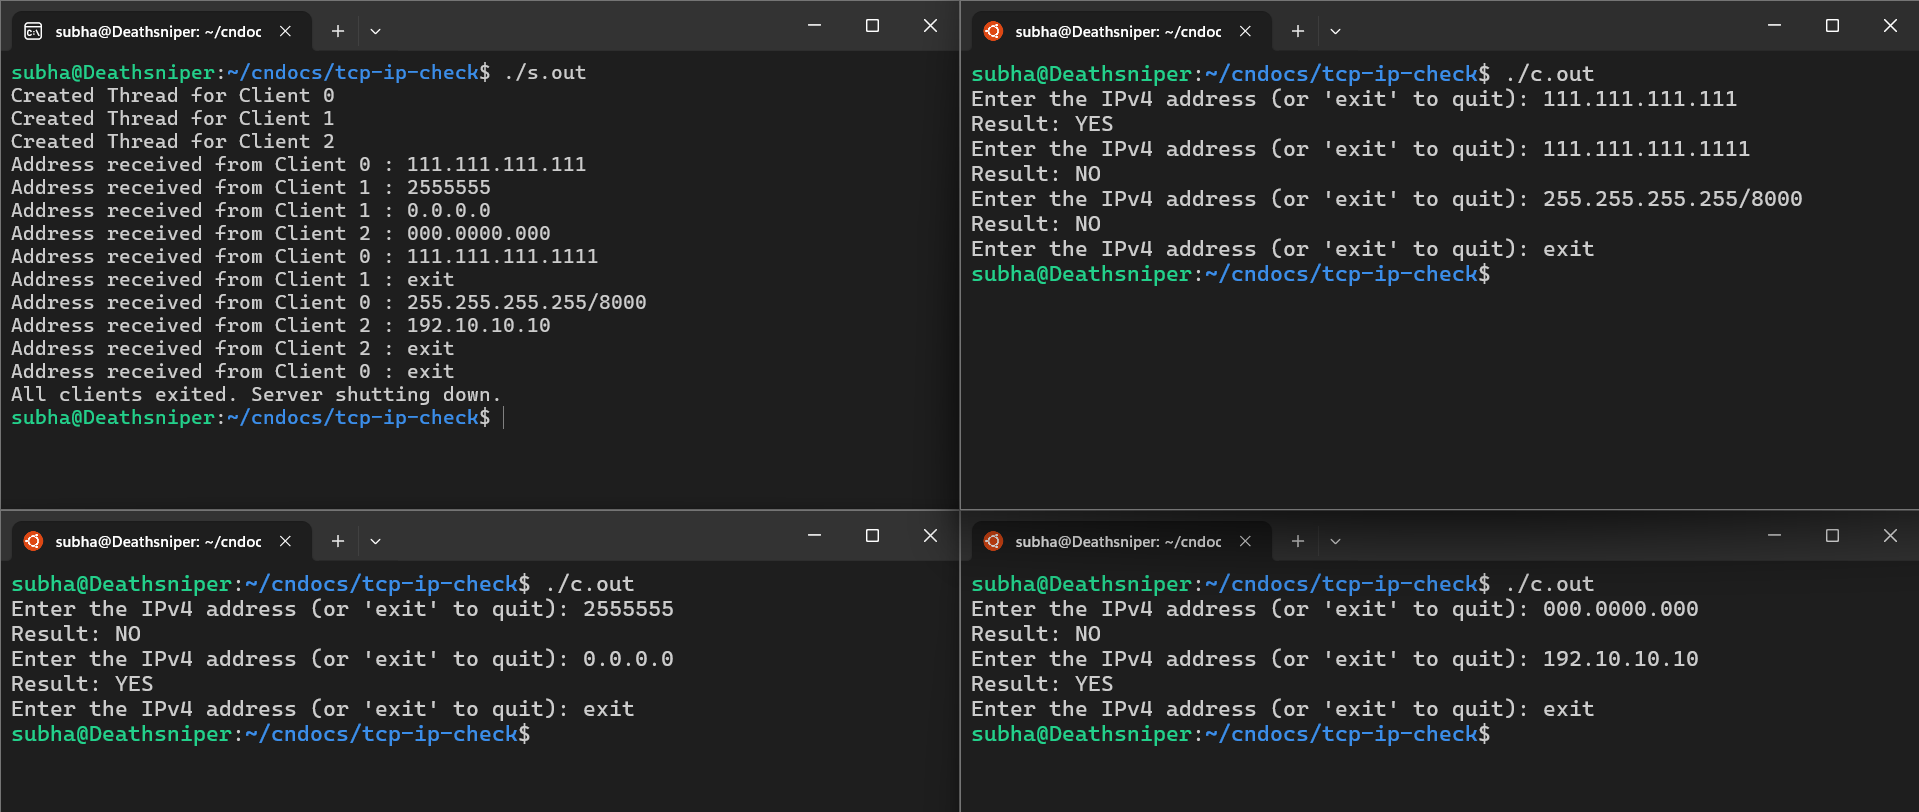 subha@Deathsniper: ~/cndoc
subha@Deathsniper:~/cndocs/tcp-ip-check$ ./s.out
Created Thread for Client 0
Created Thread for Client 1
Created Thread for Client 2
Address received from Client 0 : 111.111.111.111
Address received from Client 1 : 2555555
Address received from Client 1 : 0.0.0.0
Address received from Client 2 : 000.0000.000
Address received from Client 0 : 111.111.111.1111
Address received from Client 1 : exit
Address received from Client 0 : 255.255.255.255/8000
Address received from Client 2 : 192.10.10.10
Address received from Client 2 : exit
Address received from Client 0 : exit
All clients exited. Server shutting down.
subha@Deathsniper:~/cndocs/tcp-ip-check$
subha@Deathsniper: ~/cndoc
subha@Deathsniper:~/cndocs/tcp-ip-check$ ./c.out
Enter the IPv4 address (or 'exit' to quit): 111.111.111.111
Result: YES
Enter the IPv4 address (or 'exit' to quit): 111.111.111.1111
Result: NO
Enter the IPv4 address (or 'exit' to quit): 255.255.255.255/8000
Result: NO
Enter the IPv4 address (or 'exit' to quit): exit
subha@Deathsniper:~/cndocs/tcp-ip-check$
subha@Deathsniper: ~/cndoc
subha@Deathsniper:~/cndocs/tcp-ip-check$ ./c.out
Enter the IPv4 address (or 'exit' to quit): 2555555
Result: NO
Enter the IPv4 address (or 'exit' to quit): 0.0.0.0
Result: YES
Enter the IPv4 address (or 'exit' to quit): exit
subha@Deathsniper:~/cndocs/tcp-ip-check$
subha@Deathsniper: ~/cndoc
subha@Deathsniper:~/cndocs/tcp-ip-check$ ./c.out
Enter the IPv4 address (or 'exit' to quit): 000.0000.000
Result: NO
Enter the IPv4 address (or 'exit' to quit): 192.10.10.10
Result: YES
Enter the IPv4 address (or 'exit' to quit): exit
subha@Deathsniper:~/cndocs/tcp-ip-check$